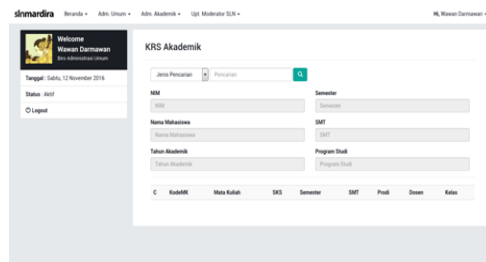 slnmardira Beranda Adm. Umum Adm. Akademik Upt. Moderator SLN Hi, Wawan Darmawan
Welcome
Wawan Darmawan
Biro Administrasi Umum
Tanggal : Sabtu, 12 November 2016
Status : Aktif
Logout
KRS Akademik
Jenis Pencarian Pencarian
NIM Semester
NIM Semester
Nama Mahasiswa SMT
Nama Mahasiswa SMT
Tahun Akademik Program Studi
Tahun Akademik Program Studi
C KodeMK Mata Kuliah SKS Semester SMT Prodi Dosen Kelas